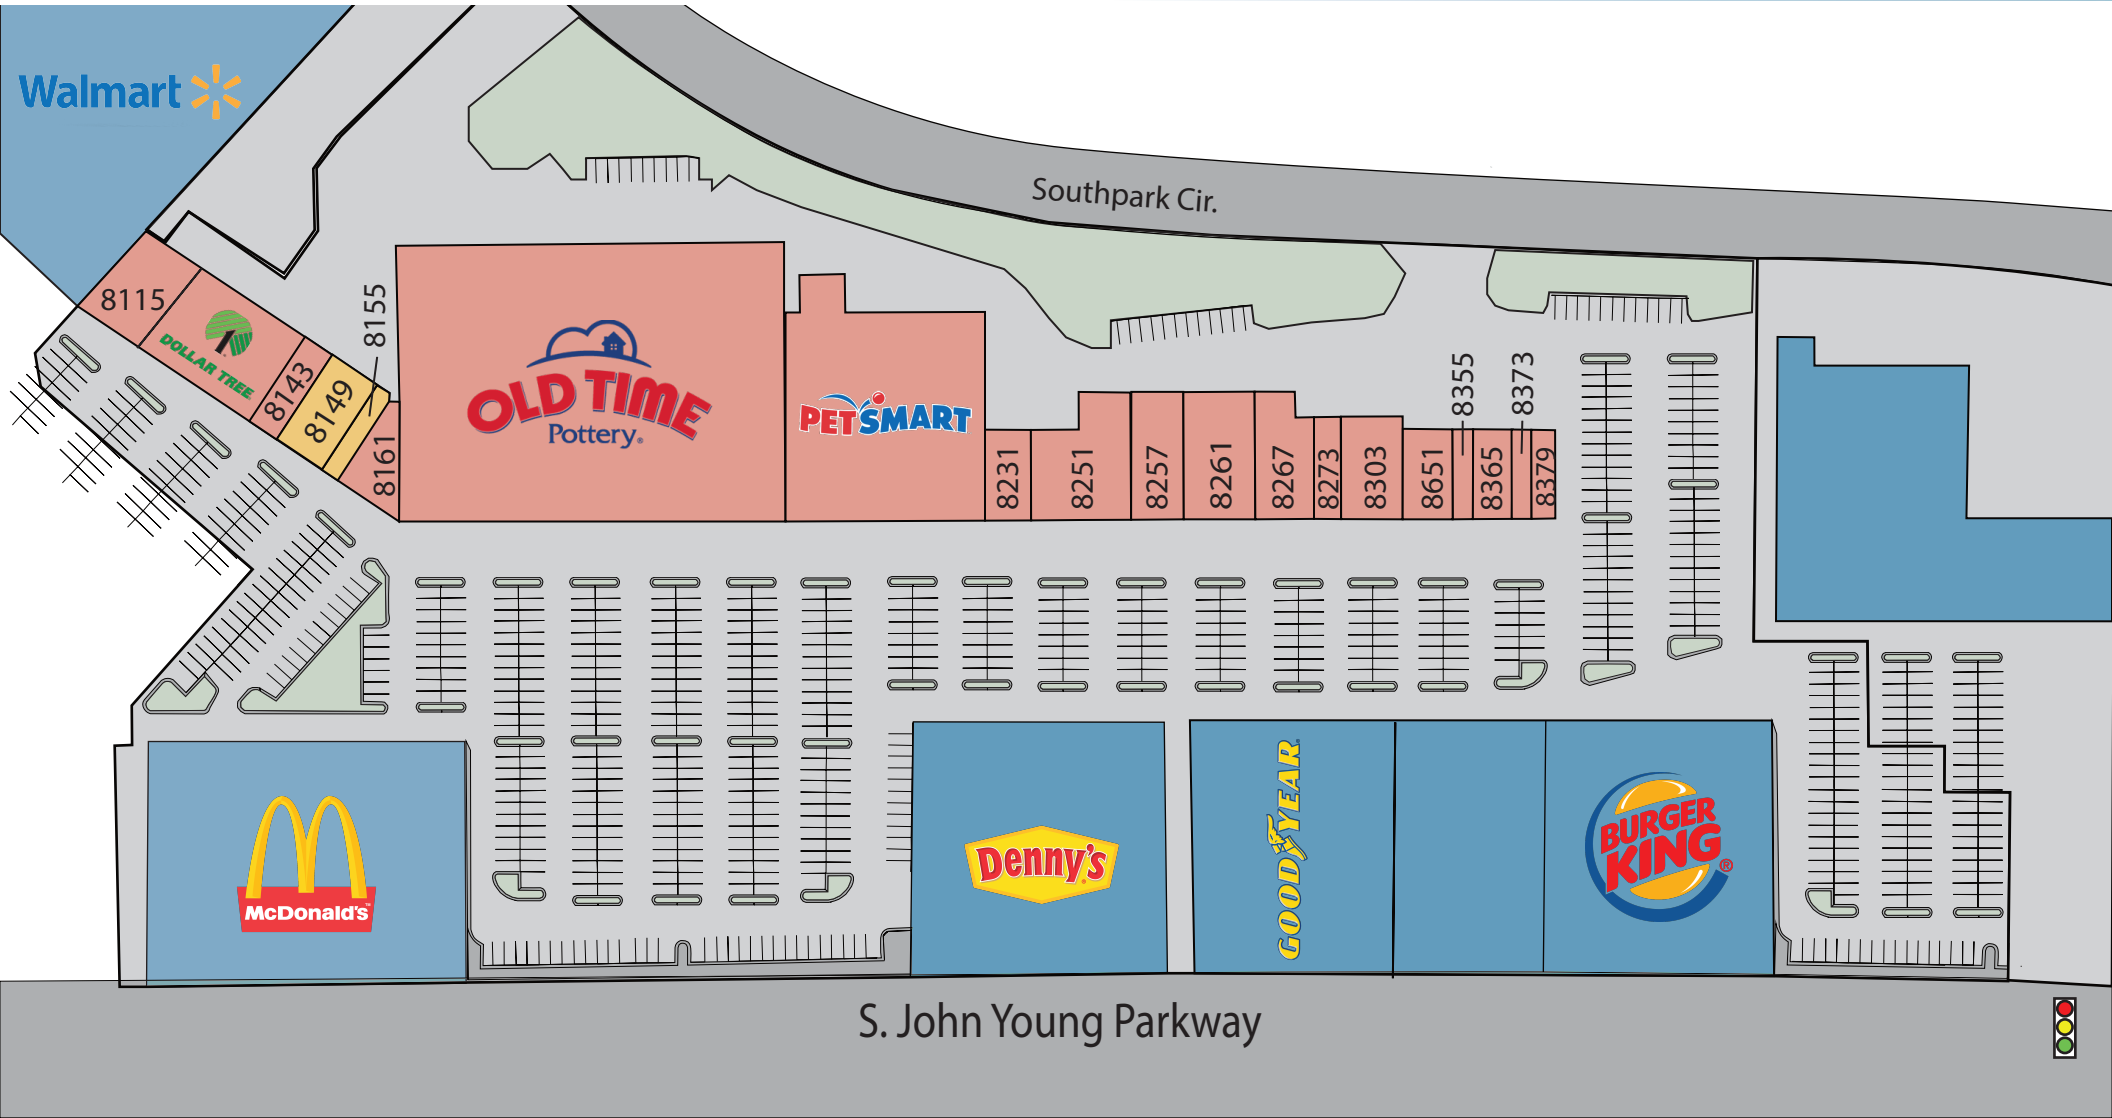 Walmart
Southpark Cir.
8115
DOLLAR TREE
8143
8149
8155
8161
OLD TIME
Pottery®
PETSMART
8231
8251
8257
8261
8267
8273
8303
8651
8355
8365
8373
8379
McDonald's™
Denny's
GOODYEAR
BURGER
KING®
S. John Young Parkway